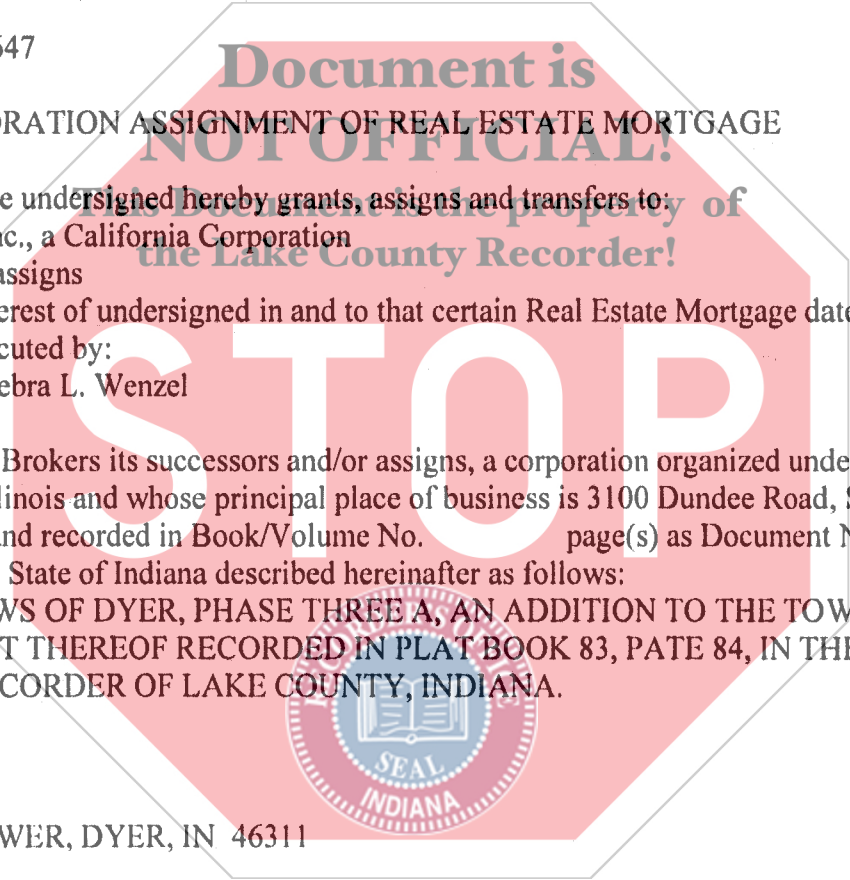 647
Document is
ORATION ASSIGNMENT OF REAL ESTATE MORTGAGE
NOT OFFICIAL!
e undersigned hereby grants, assigns and transfers to:
This Document is the property of
nc., a California Corporation
the Lake County Recorder!
assigns
erest of undersigned in and to that certain Real Estate Mortgage date
cuted by:
ebra L. Wenzel
STOP
Brokers its successors and/or assigns, a corporation organized unde
linois and whose principal place of business is 3100 Dundee Road, S
nd recorded in Book/Volume No. page(s) as Document N
State of Indiana described hereinafter as follows:
WS OF DYER, PHASE THREE A, AN ADDITION TO THE TOW
T THEREOF RECORDED IN PLAT BOOK 83, PATE 84, IN THE
CORDER OF LAKE COUNTY, INDIANA.
SEAL
INDIANA
WER, DYER, IN 46311